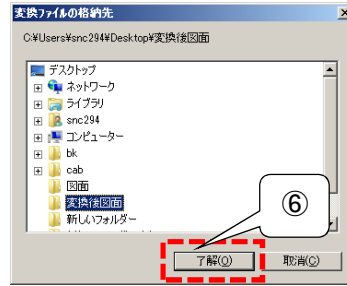 変換ファイルの格納先
C:¥Users¥snc294¥Desktop¥変換後図面
デスクトップ
ネットワーク
ライブラリ
snc294
コンピューター
bk
cab
図面
変換後図面
新しいフォルダー
⑥
了解(O)
取消(C)